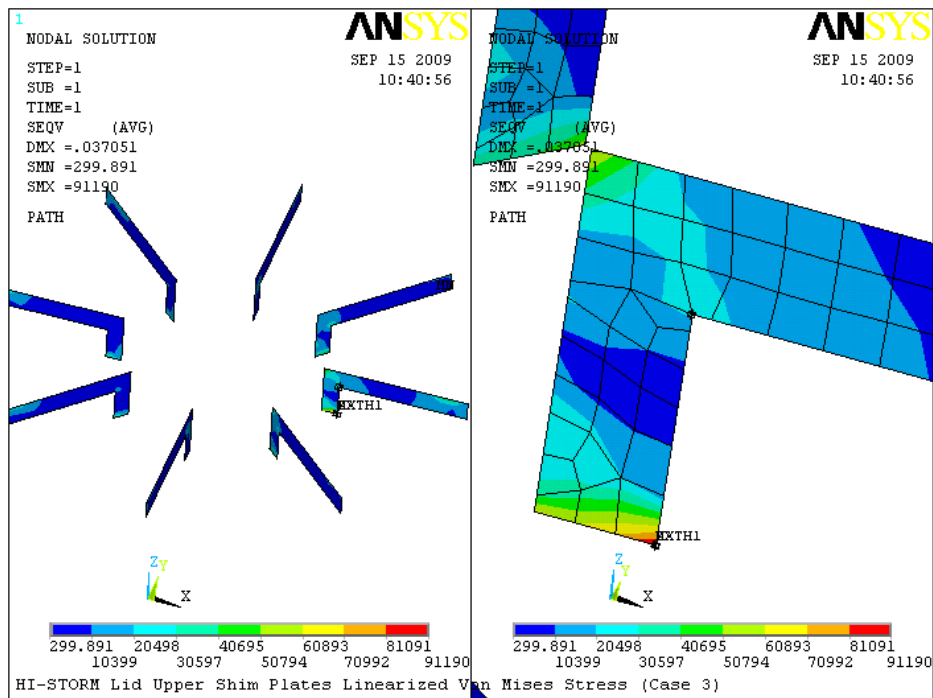 1
ANSYS
NODAL SOLUTION
SEP 15 2009
10:40:56
STEP=1
SUB =1
TIME=1
SEQV (AVG)
DMX =.037051
SMN =299.891
SMX =91190
PATH
MN
PATH1
Z
Y
X
299.891 20498 40695 60893 81091
10399 30597 50794 70992 91190
ANSYS
NODAL SOLUTION
SEP 15 2009
10:40:56
STEP=1
SUB =1
TIME=1
SEQV (AVG)
DMX =.037051
SMN =299.891
SMX =91190
PATH
PATH1
Z
Y
X
299.891 20498 40695 60893 81091
10399 30597 50794 70992 91190
HI-STORM Lid Upper Shim Plates Linearized Von Mises Stress (Case 3)